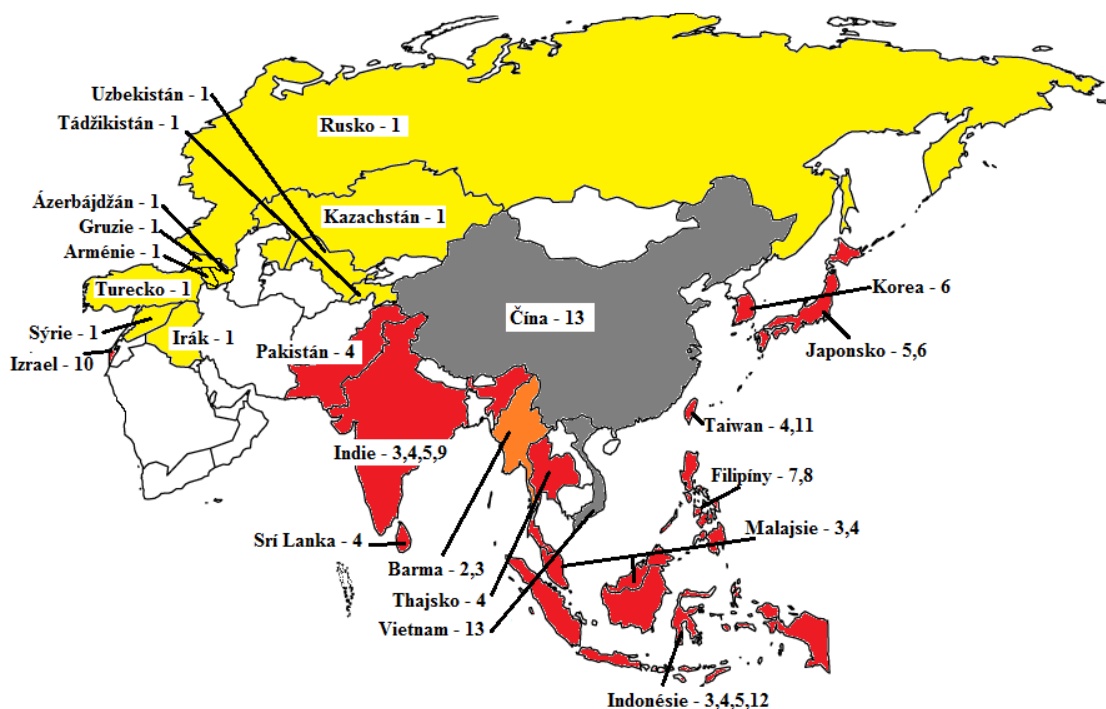 Uzbekistán - 1
Tádžikistán - 1
Rusko - 1
Ázerbájdžán - 1
Gruzie - 1
Arménie - 1
Kazachstán - 1
Turecko - 1
Korea - 6
Čína - 13
Sýrie - 1
Irák - 1
Pakistán - 4
Izrael - 10
Japonsko - 5,6
Taiwan - 4,11
Indie - 3,4,5,9
Filipíny - 7,8
Malajsie - 3,4
Srí Lanka - 4
Barma - 2,3
Thajsko - 4
Vietnam - 13
Indonésie - 3,4,5,12